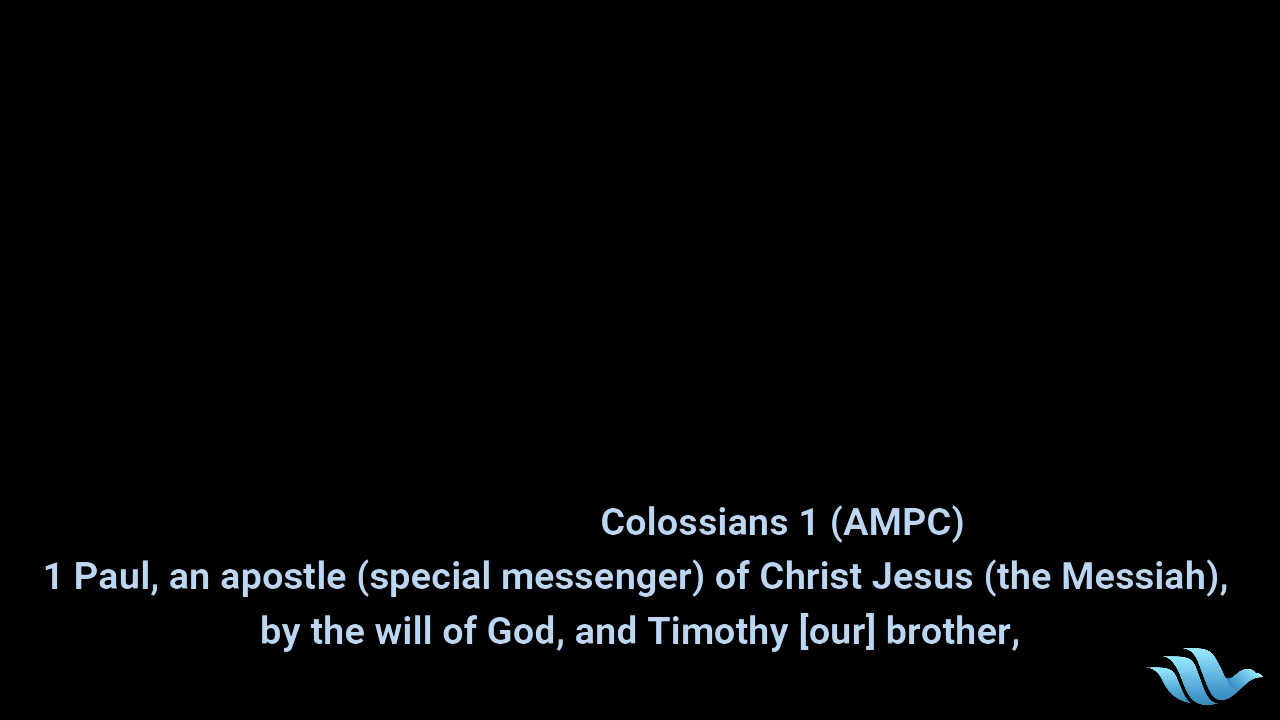 Colossians 1 (AMPC)
1 Paul, an apostle (special messenger) of Christ Jesus (the Messiah),
by the will of God, and Timothy [our] brother,